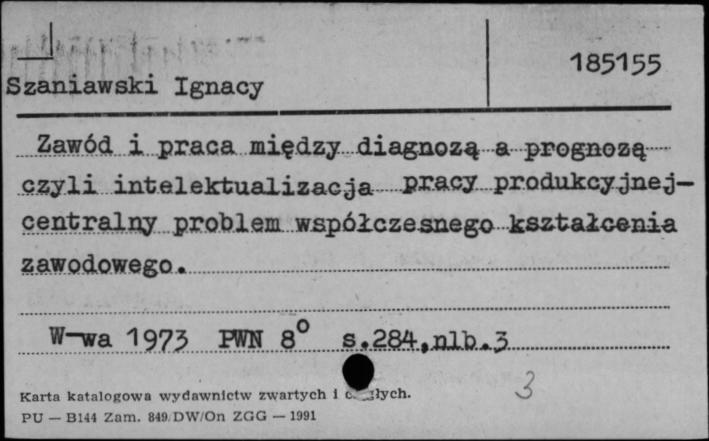 185155
Szaniawski Ignacy
Zawód i praca między diagnozą a prognozą
czyli intelektualizacja pracy produkcyjnej-
centralny problem współczesnego kształcenia
zawodowego.
W-wa 1973 PWN 8° s.284,nlb.3
3
Karta katalogowa wydawnictw zwartych i
PU — B144 Zam. 849/DW/On ZGG — 1991